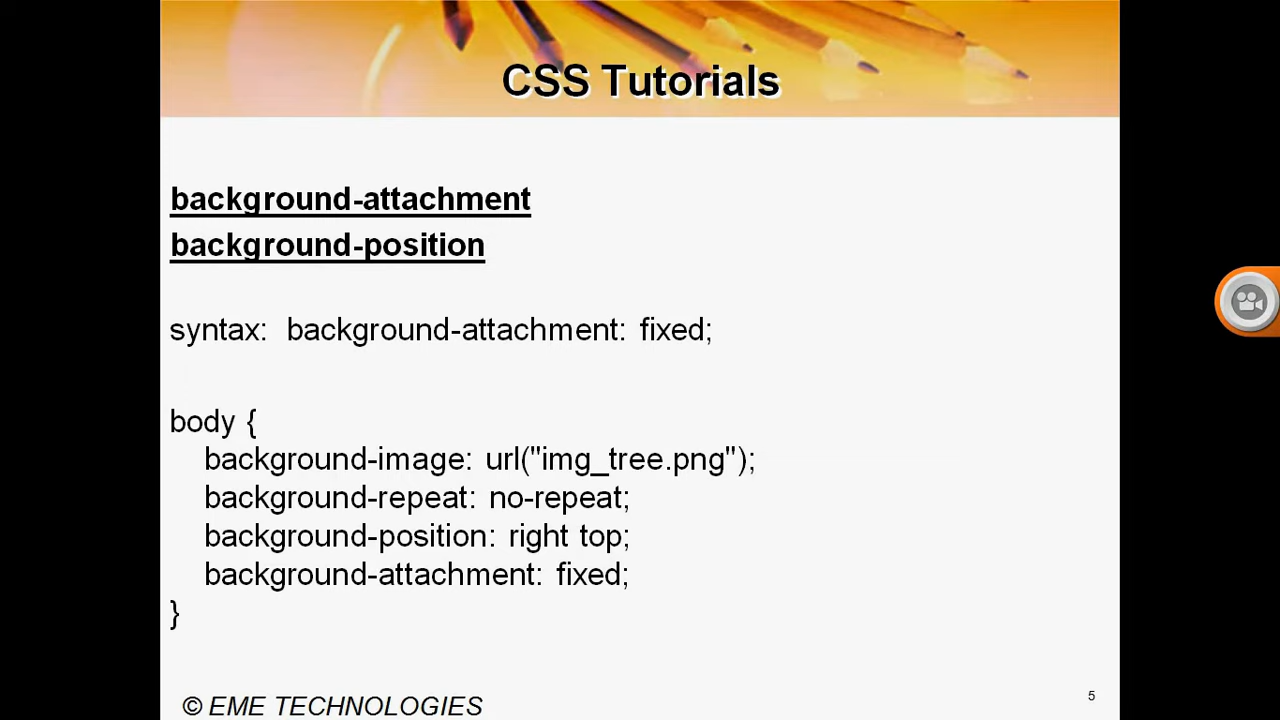 CSS Tutorials
background-attachment
background-position
syntax:  background-attachment: fixed;
body {
    background-image: url("img_tree.png");
    background-repeat: no-repeat;
    background-position: right top;
    background-attachment: fixed;
}
© EME TECHNOLOGIES
5